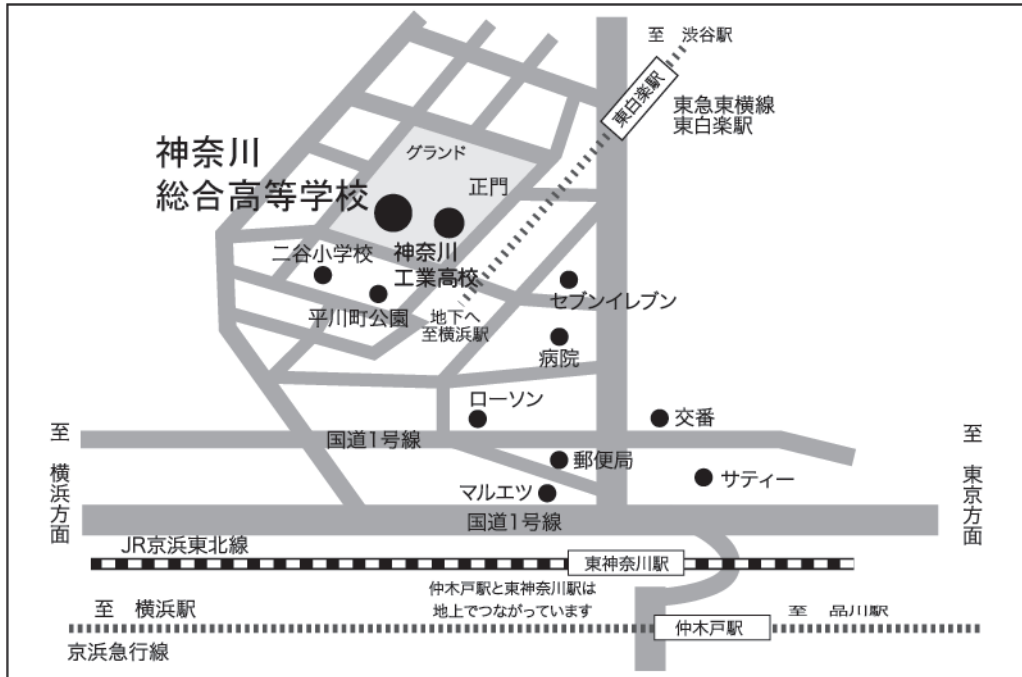 至 渋谷駅
東白楽駅
東急東横線
東白楽駅
グランド
神奈川
総合高等学校
正門
神奈川
工業高校
二谷小学校
平川町公園
地下へ
至横浜駅
セブンイレブン
病院
ローソン
交番
至 横浜方面
国道1号線
至 東京方面
郵便局
サティー
マルエツ
国道1号線
JR京浜東北線
東神奈川駅
仲木戸駅と東神奈川駅は
地上でつながっています
至 横浜駅
至 品川駅
仲木戸駅
京浜急行線